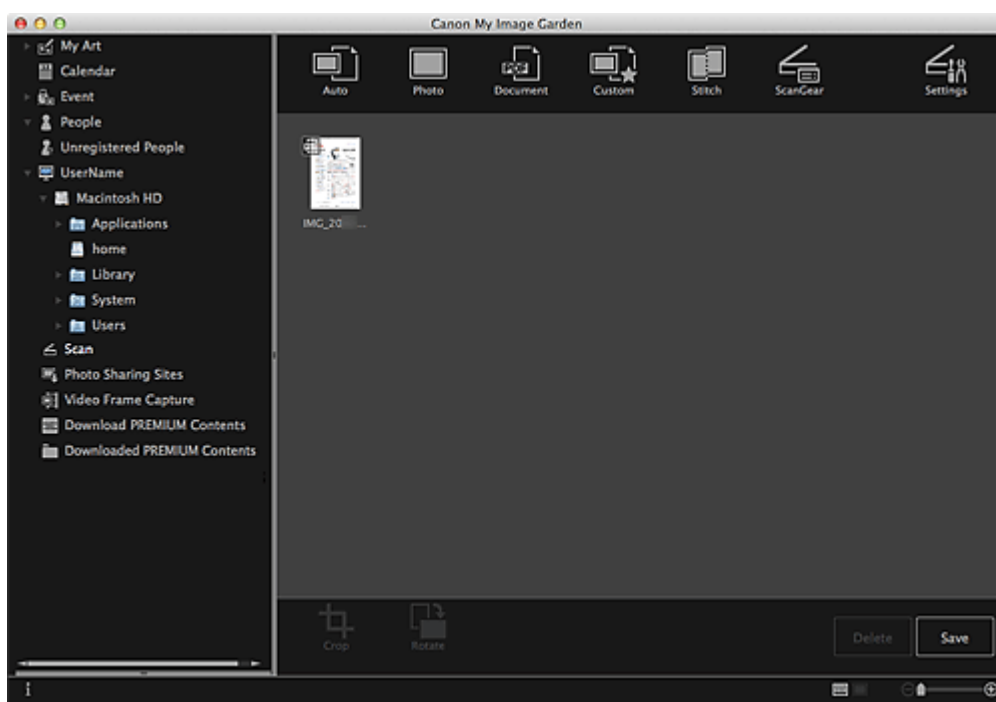 Canon My Image Garden
My Art
Calendar
Event
People
Unregistered People
UserName
Macintosh HD
Applications
home
Library
System
Users
Scan
Photo Sharing Sites
Video Frame Capture
Download PREMIUM Contents
Downloaded PREMIUM Contents
Auto
Photo
PDF
Document
Custom
Stitch
ScanGear
Settings
IMG_20 ...
Crop
Rotate
Delete
Save